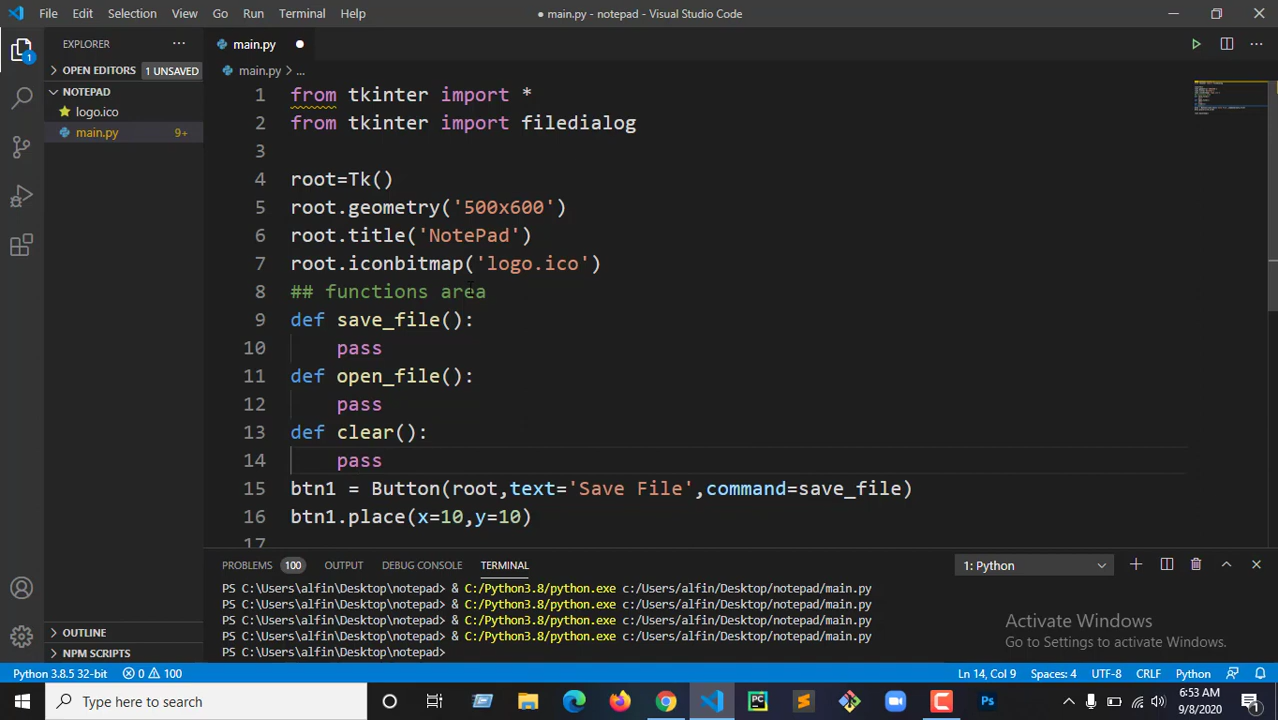 File Edit Selection View Go Run Terminal Help
● main.py - notepad - Visual Studio Code
EXPLORER ...
main.py ●
OPEN EDITORS 1 UNSAVED
main.py > ...
NOTEPAD
logo.ico
main.py 9+
1 from tkinter import *
2 from tkinter import filedialog
3
4 root=Tk()
5 root.geometry('500x600')
6 root.title('NotePad')
7 root.iconbitmap('logo.ico')
8 ## functions area
9 def save_file():
10 pass
11 def open_file():
12 pass
13 def clear():
14 pass
15 btn1 = Button(root,text='Save File',command=save_file)
16 btn1.place(x=10,y=10)
17
PROBLEMS 100 OUTPUT DEBUG CONSOLE TERMINAL 1: Python
PS C:\Users\alfin\Desktop\notepad> & C:/Python3.8/python.exe c:/Users/alfin/Desktop/notepad/main.py
PS C:\Users\alfin\Desktop\notepad> & C:/Python3.8/python.exe c:/Users/alfin/Desktop/notepad/main.py
PS C:\Users\alfin\Desktop\notepad> & C:/Python3.8/python.exe c:/Users/alfin/Desktop/notepad/main.py
PS C:\Users\alfin\Desktop\notepad> & C:/Python3.8/python.exe c:/Users/alfin/Desktop/notepad/main.py
PS C:\Users\alfin\Desktop\notepad>
Activate Windows
Go to Settings to activate Windows.
OUTLINE
NPM SCRIPTS
Python 3.8.5 32-bit 0 100 Ln 14, Col 9 Spaces: 4 UTF-8 CRLF Python
Type here to search
6:53 AM
9/8/2020